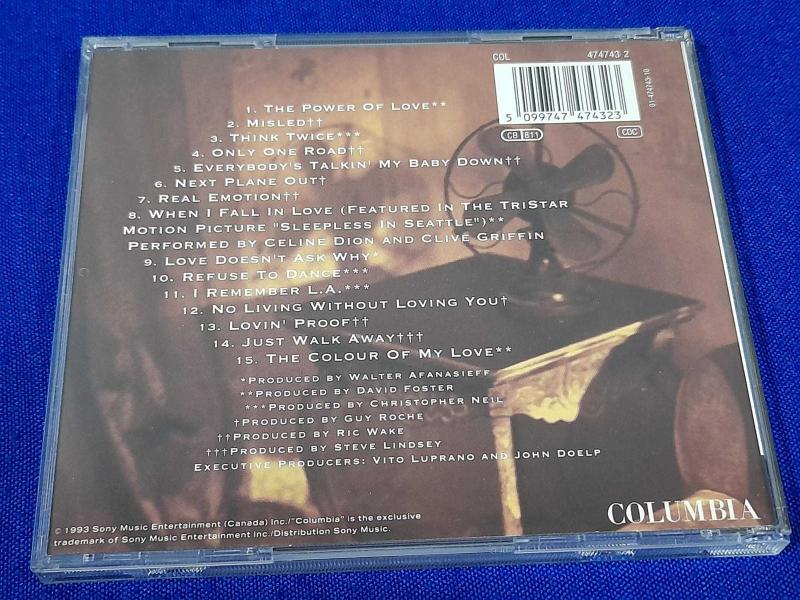 COL 474743 2
5 099747 474323
01-474743-10
CB 811
CDC
1. The Power Of Love**
2. Misled††
3. Think Twice***
4. Only One Road††
5. Everybody's Talkin' My Baby Down††
6. Next Plane Out†
7. Real Emotion††
8. When I Fall In Love (Featured In The TriStar
Motion Picture "Sleepless In Seattle")**
Performed by Celine Dion and Clive Griffin
9. Love Doesn't Ask Why*
10. Refuse To Dance***
11. I Remember L.A.***
12. No Living Without Loving You†
13. Lovin' Proof††
14. Just Walk Away†††
15. The Colour Of My Love**
*Produced by Walter Afanasieff
**Produced by David Foster
***Produced by Christopher Neil
†Produced by Guy Roche
††Produced by Ric Wake
†††Produced by Steve Lindsey
Executive Producers: Vito Luprano and John Doelp
© 1993 Sony Music Entertainment (Canada) Inc./"Columbia" is the exclusive
trademark of Sony Music Entertainment Inc./Distribution Sony Music.
COLUMBIA